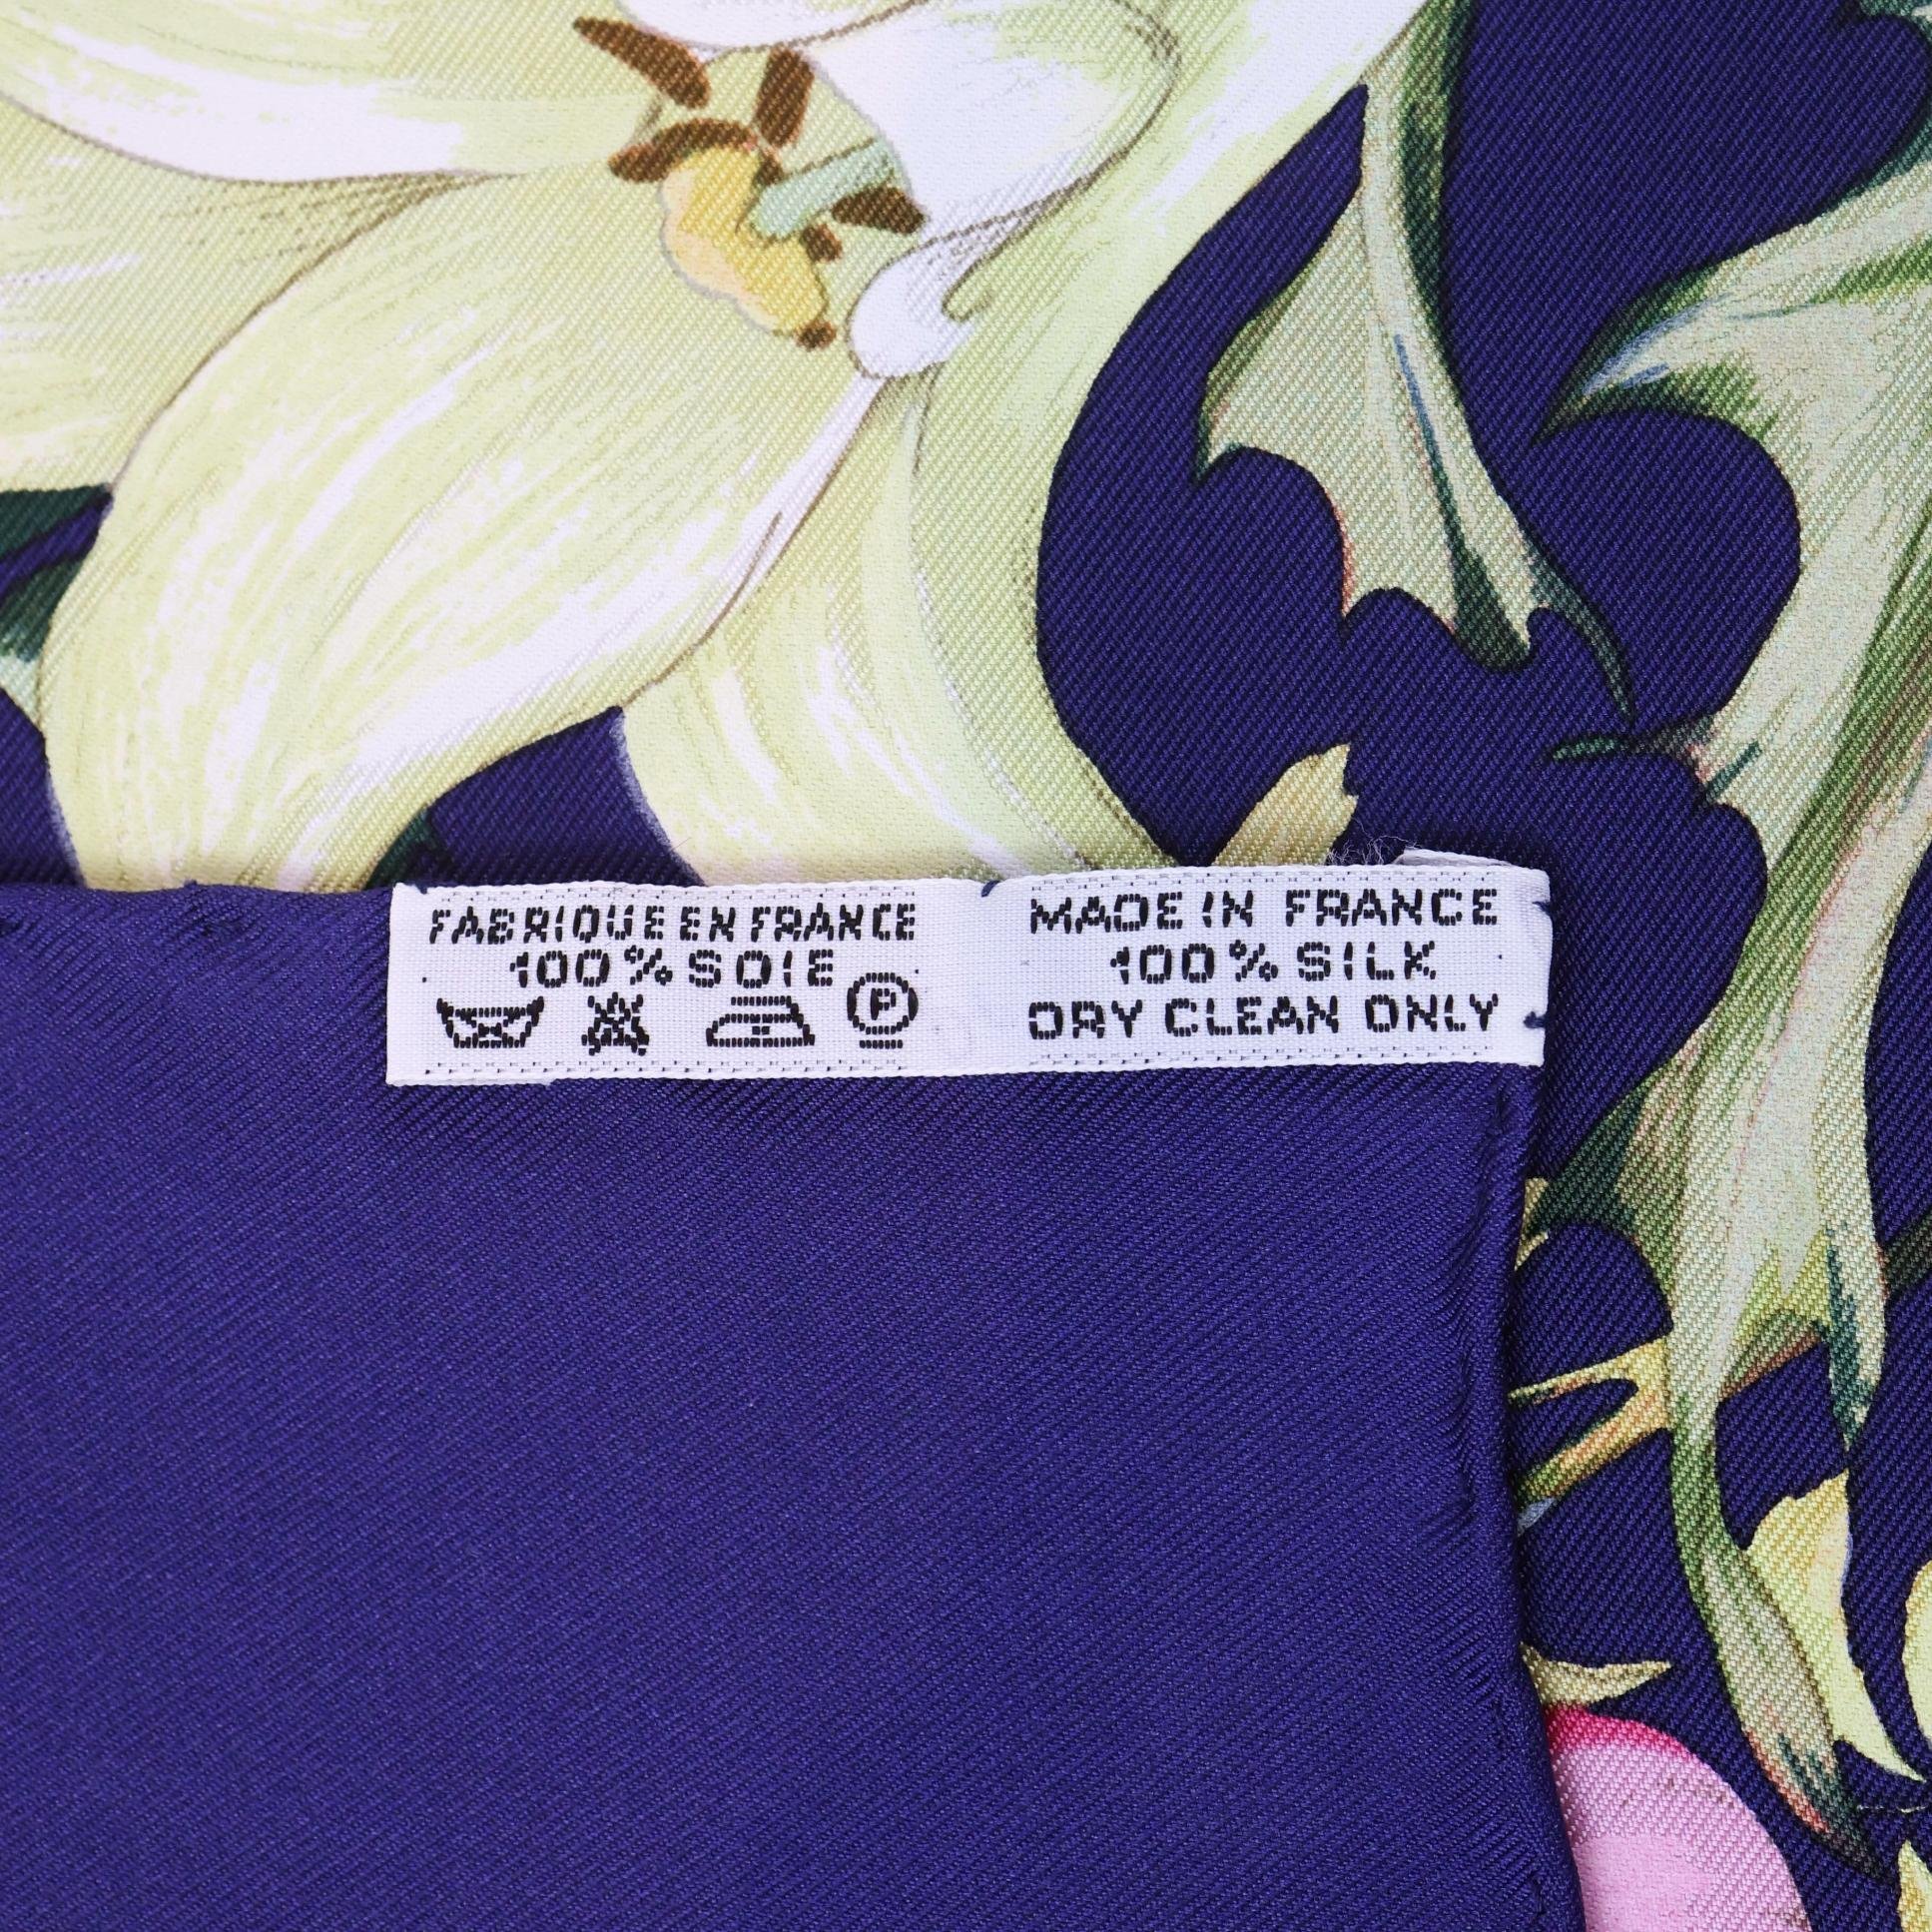 FABRIQUE EN FRANCE
100% SOIE
P
MADE IN FRANCE
100% SILK
DRY CLEAN ONLY